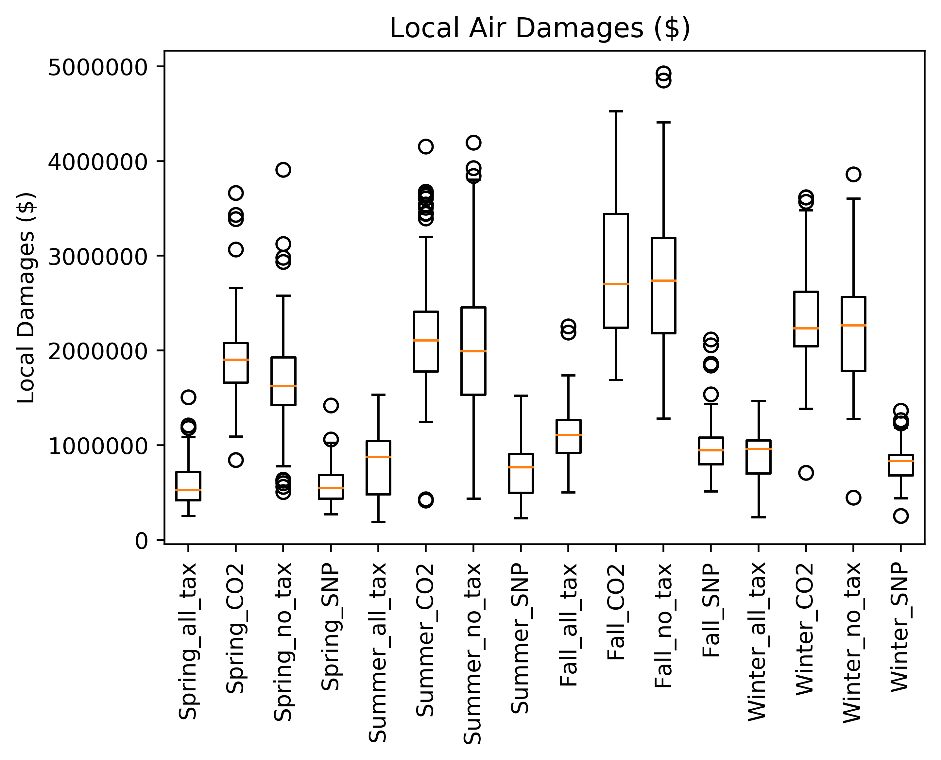 Local Air Damages ($)
Local Damages ($)
5000000
4000000
3000000
2000000
1000000
0
Spring_all_tax
Spring_CO2
Spring_no_tax
Spring_SNP
Summer_all_tax
Summer_CO2
Summer_no_tax
Summer_SNP
Fall_all_tax
Fall_CO2
Fall_no_tax
Fall_SNP
Winter_all_tax
Winter_CO2
Winter_no_tax
Winter_SNP